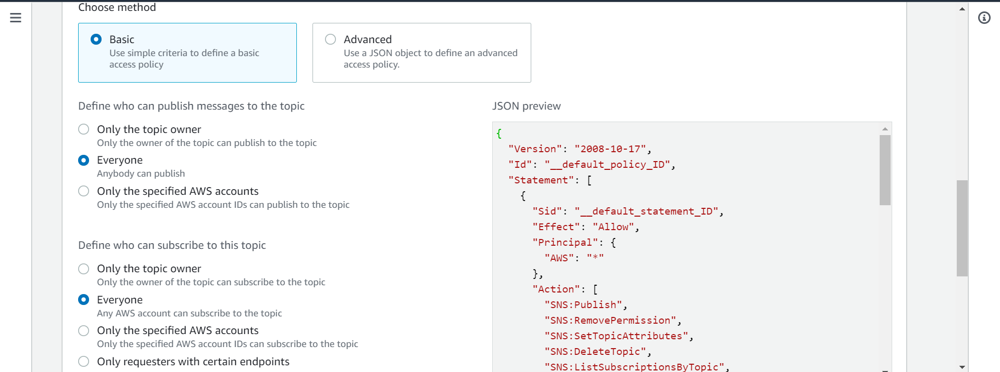 Choose method
Basic
Use simple criteria to define a basic
access policy
Advanced
Use a JSON object to define an advanced
access policy.
Define who can publish messages to the topic
Only the topic owner
Only the owner of the topic can publish to the topic
Everyone
Anybody can publish
Only the specified AWS accounts
Only the specified AWS account IDs can publish to the topic
Define who can subscribe to this topic
Only the topic owner
Only the owner of the topic can subscribe to the topic
Everyone
Any AWS account can subscribe to the topic
Only the specified AWS accounts
Only the specified AWS account IDs can subscribe to the topic
Only requesters with certain endpoints
JSON preview
{
  "Version": "2008-10-17",
  "Id": "__default_policy_ID",
  "Statement": [
    {
      "Sid": "__default_statement_ID",
      "Effect": "Allow",
      "Principal": {
        "AWS": "*"
      },
      "Action": [
        "SNS:Publish",
        "SNS:RemovePermission",
        "SNS:SetTopicAttributes",
        "SNS:DeleteTopic",
        "SNS:ListSubscriptionsByTopic",